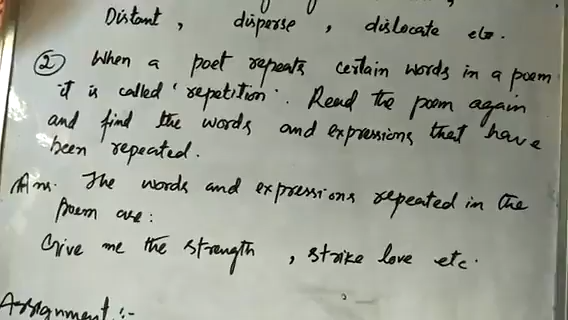 Distant, disperse, dislocate etc.
② When a poet repeats certain words in a poem
it is called 'repetition'. Read the poem again
and find the words and expressions that have
been repeated.
Ans. The words and expressions repeated in the
poem are:
Give me the strength, strike love etc.
Assignment:-